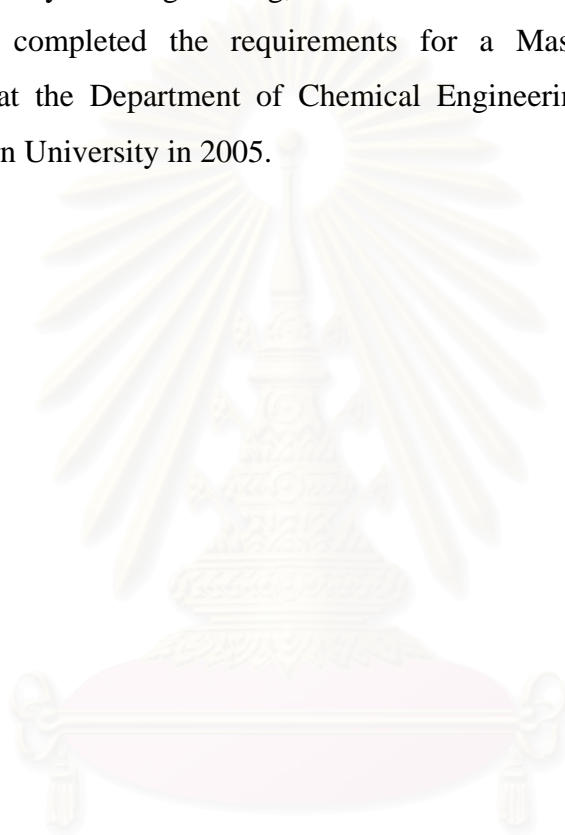 completed the requirements for a Mas
at the Department of Chemical Engineerin
n University in 2005.